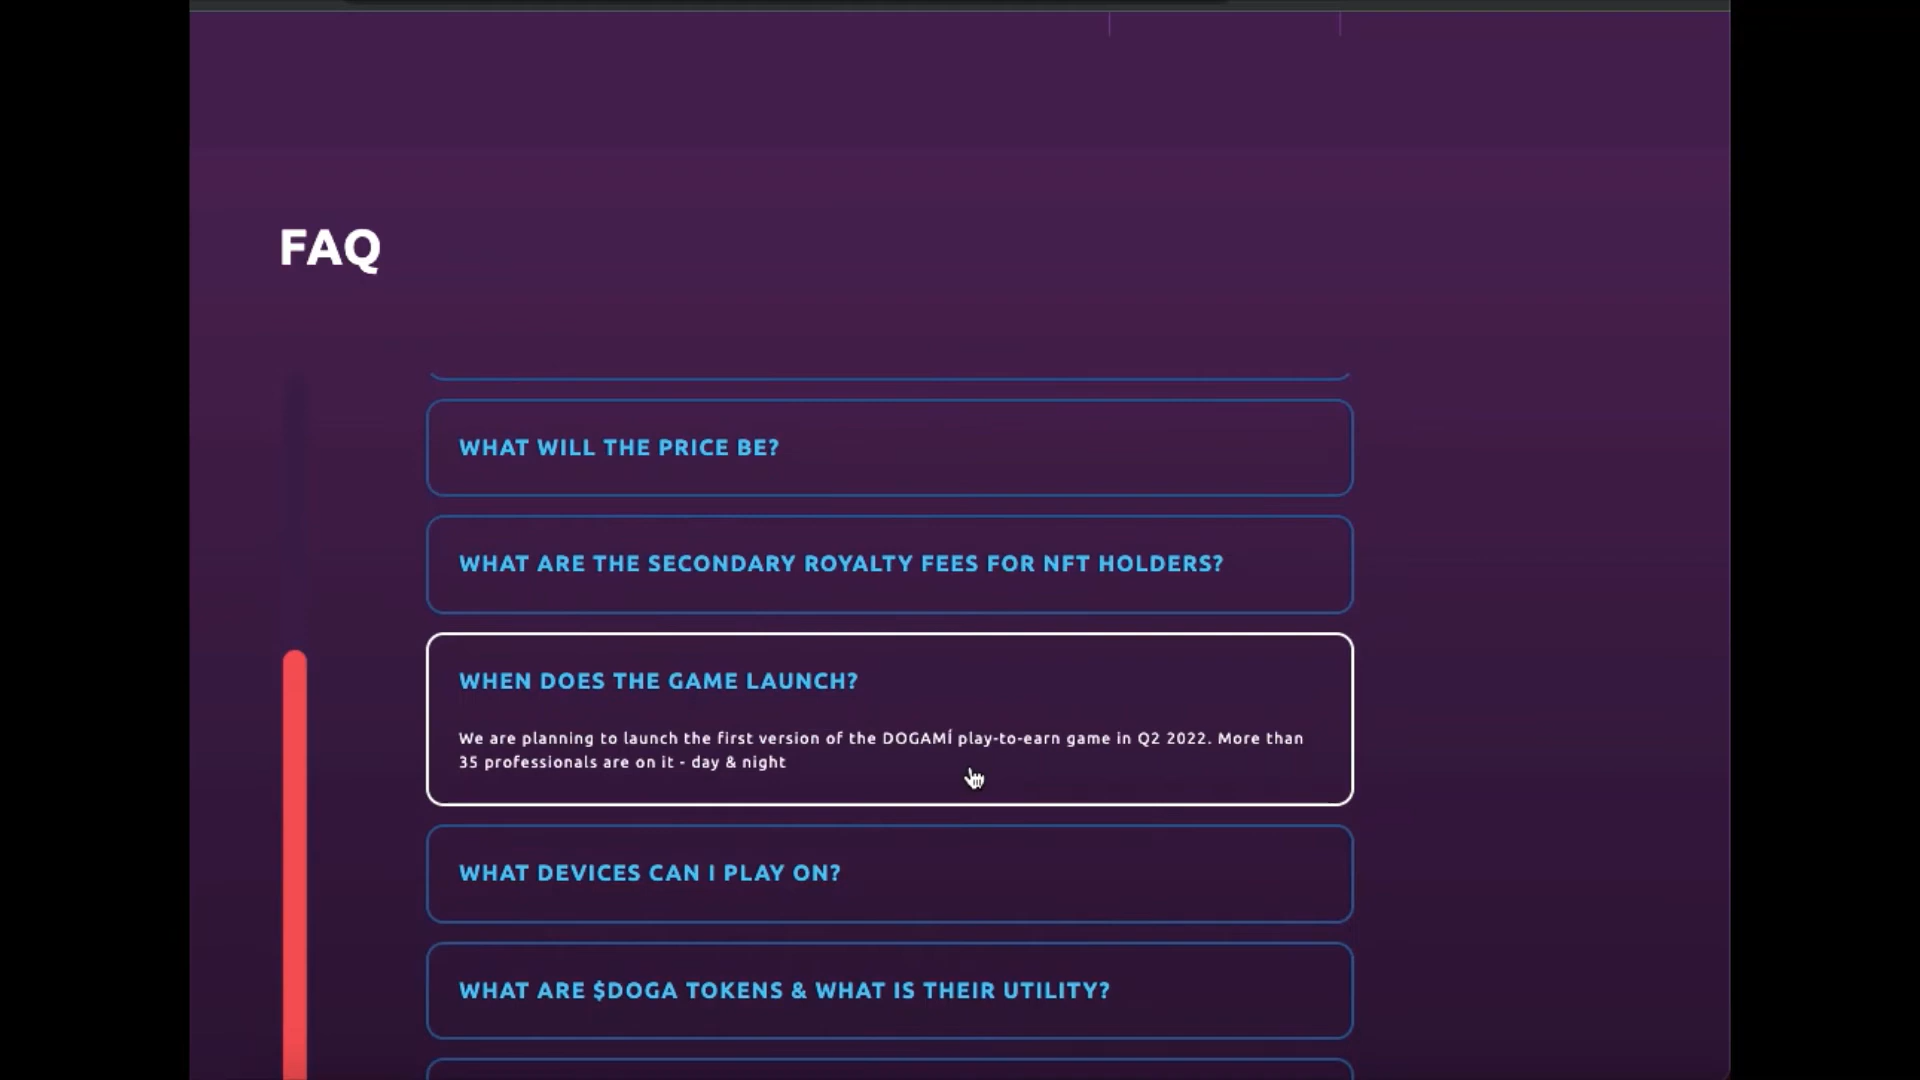 FAQ
WHAT WILL THE PRICE BE?
WHAT ARE THE SECONDARY ROYALTY FEES FOR NFT HOLDERS?
WHEN DOES THE GAME LAUNCH?
We are planning to launch the first version of the DOGAMÍ play-to-earn game in Q2 2022. More than
35 professionals are on it - day & night
WHAT DEVICES CAN I PLAY ON?
WHAT ARE $DOGA TOKENS & WHAT IS THEIR UTILITY?